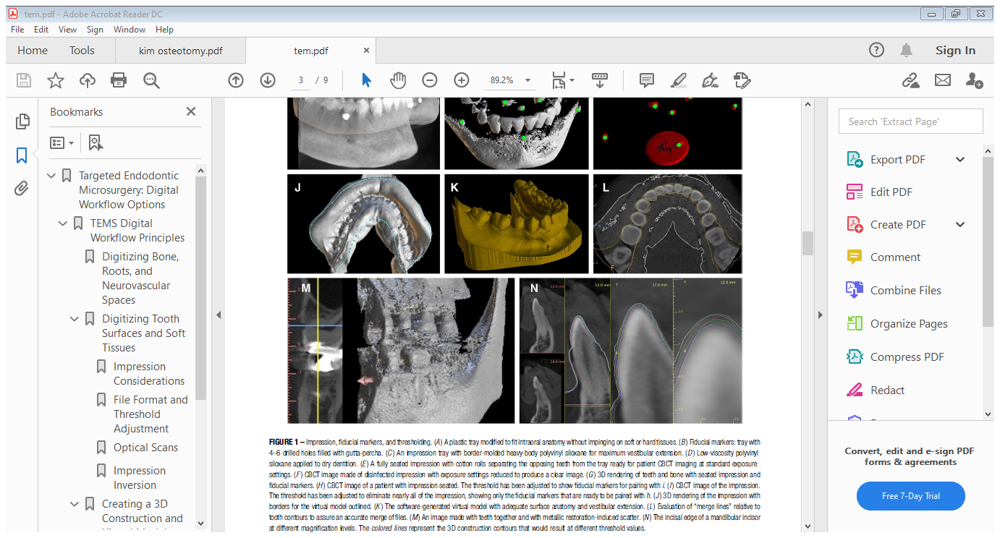 tem.pdf - Adobe Acrobat Reader DC
File Edit View Sign Window Help
Home Tools kim osteotomy.pdf tem.pdf ×
? Sign In
3 / 9 89.2%
Bookmarks
Targeted Endodontic
Microsurgery: Digital
Workflow Options
TEMS Digital
Workflow Principles
Digitizing Bone,
Roots, and
Neurovascular
Spaces
Digitizing Tooth
Surfaces and Soft
Tissues
Impression
Considerations
File Format and
Threshold
Adjustment
Optical Scans
Impression
Inversion
Creating a 3D
Construction and
J K L
F
M N
13.0 mm 12.0 mm 12.0 mm 12.0 mm
14.0 mm
FIGURE 1 – Impression, fiducial markers, and thresholding. (A) A plastic tray modified to fit intraoral anatomy without impinging on soft or hard tissues. (B) Fiducial markers: tray with
4–6 drilled holes filled with gutta-percha. (C) An impression tray with border-molded heavy-body polyvinyl siloxane for maximum vestibular extension. (D) Low-viscosity polyvinyl
siloxane applied to dry dentition. (E) A fully seated impression with cotton rolls separating the opposing teeth from the tray ready for patient CBCT imaging at standard exposure
settings. (F) CBCT image made of disinfected impression with exposure settings reduced to produce a clear image. (G) 3D rendering of teeth and bone with seated impression and
fiducial markers. (H) CBCT image of a patient with impression seated. The threshold has been adjusted to show fiducial markers for pairing with i. (I) CBCT image of the impression.
The threshold has been adjusted to eliminate nearly all of the impression, showing only the fiducial markers that are ready to be paired with h. (J) 3D rendering of the impression with
borders for the virtual model outlined. (K) The software-generated virtual model with adequate surface anatomy and vestibular extension. (L) Evaluation of “merge lines” relative to
tooth contours to assure an accurate merge of files. (M) An image made with teeth together and with metallic restoration-induced scatter. (N) The incisal edge of a mandibular incisor
at different magnification levels. The colored lines represent the 3D construction contours that would result at different threshold values.
Search 'Extract Page'
Export PDF
Edit PDF
Create PDF
Comment
Combine Files
Organize Pages
Compress PDF
Redact
Convert, edit and e-sign PDF
forms & agreements
Free 7-Day Trial